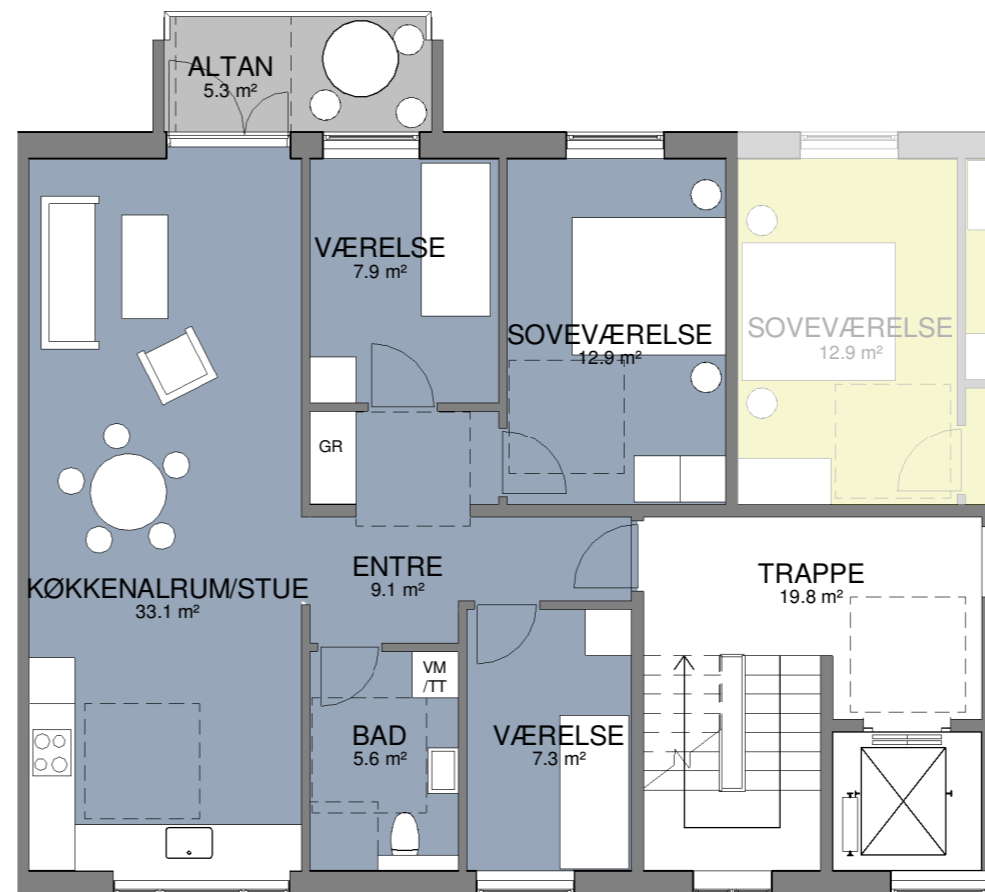 ALTAN
5.3 m²
VÆRELSE
7.9 m²
SOVEVÆRELSE
12.9 m²
SOVEVÆRELSE
12.9 m²
GR
ENTRE
9.1 m²
TRAPPE
19.8 m²
KØKKENALRUM/STUE
33.1 m²
VM
/TT
BAD
5.6 m²
VÆRELSE
7.3 m²